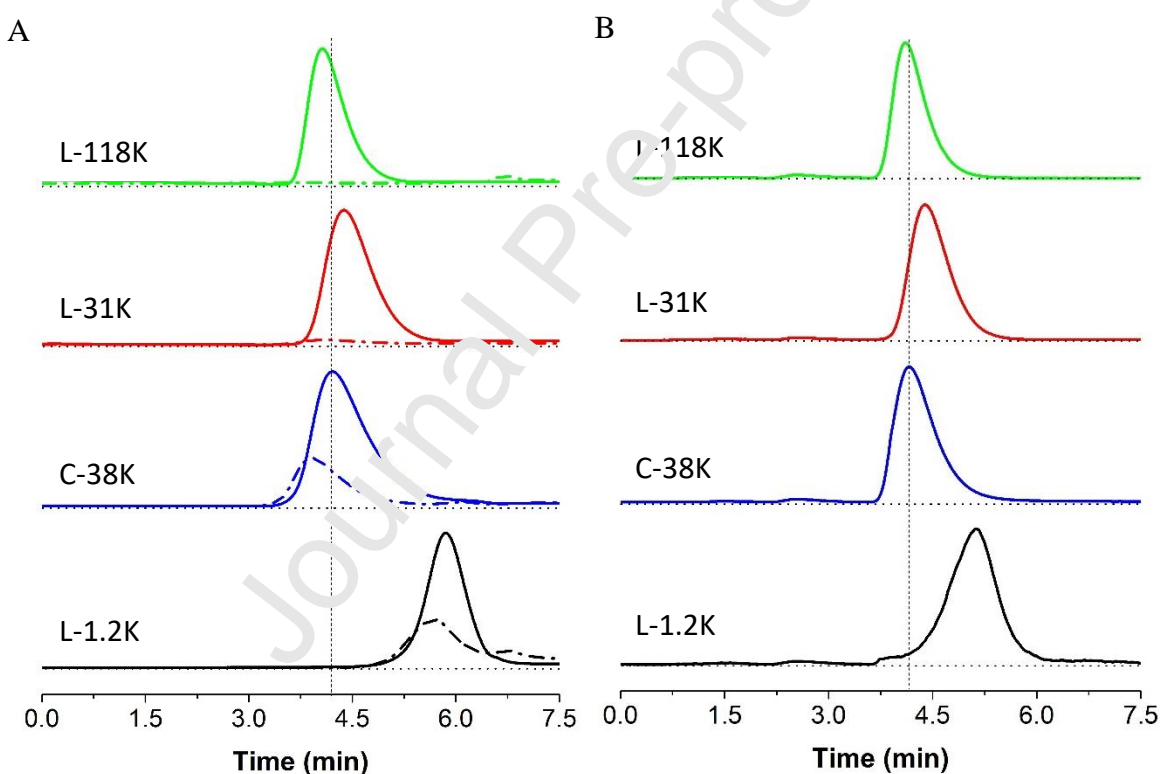 A
L-118K
L-31K
C-38K
L-1.2K
0.0 1.5 3.0 4.5 6.0 7.5
Time (min)
B
L-118K
L-31K
C-38K
L-1.2K
0.0 1.5 3.0 4.5 6.0 7.5
Time (min)
Journal Pre-pro